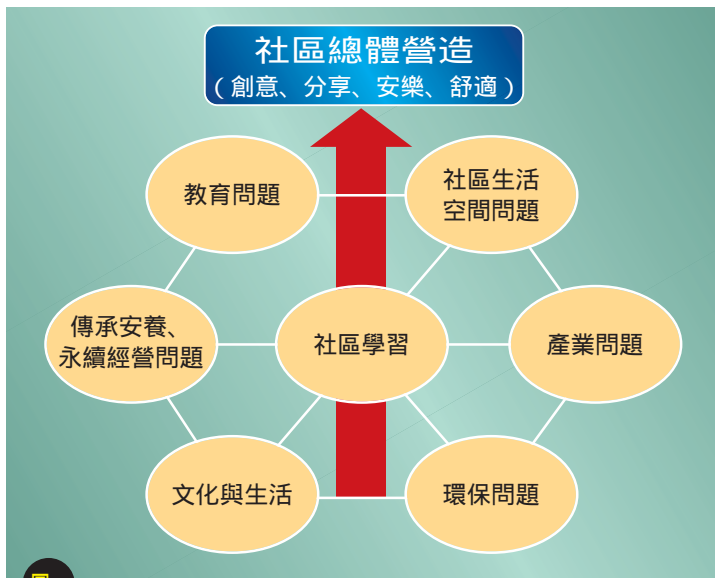 社區總體營造
（創意、分享、安樂、舒適）
教育問題
社區生活
空間問題
傳承安養、
永續經營問題
社區學習
產業問題
文化與生活
環保問題